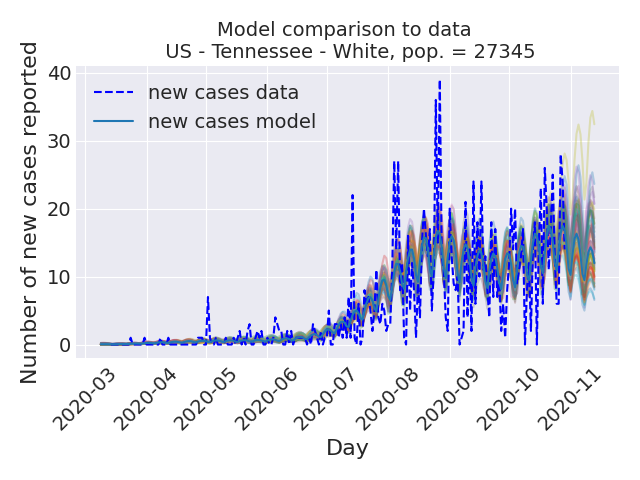 Model comparison to data
US - Tennessee - White, pop. = 27345
Number of new cases reported
40
30
20
10
0
new cases data
new cases model
2020-03
2020-04
2020-05
2020-06
2020-07
2020-08
2020-09
2020-10
2020-11
Day